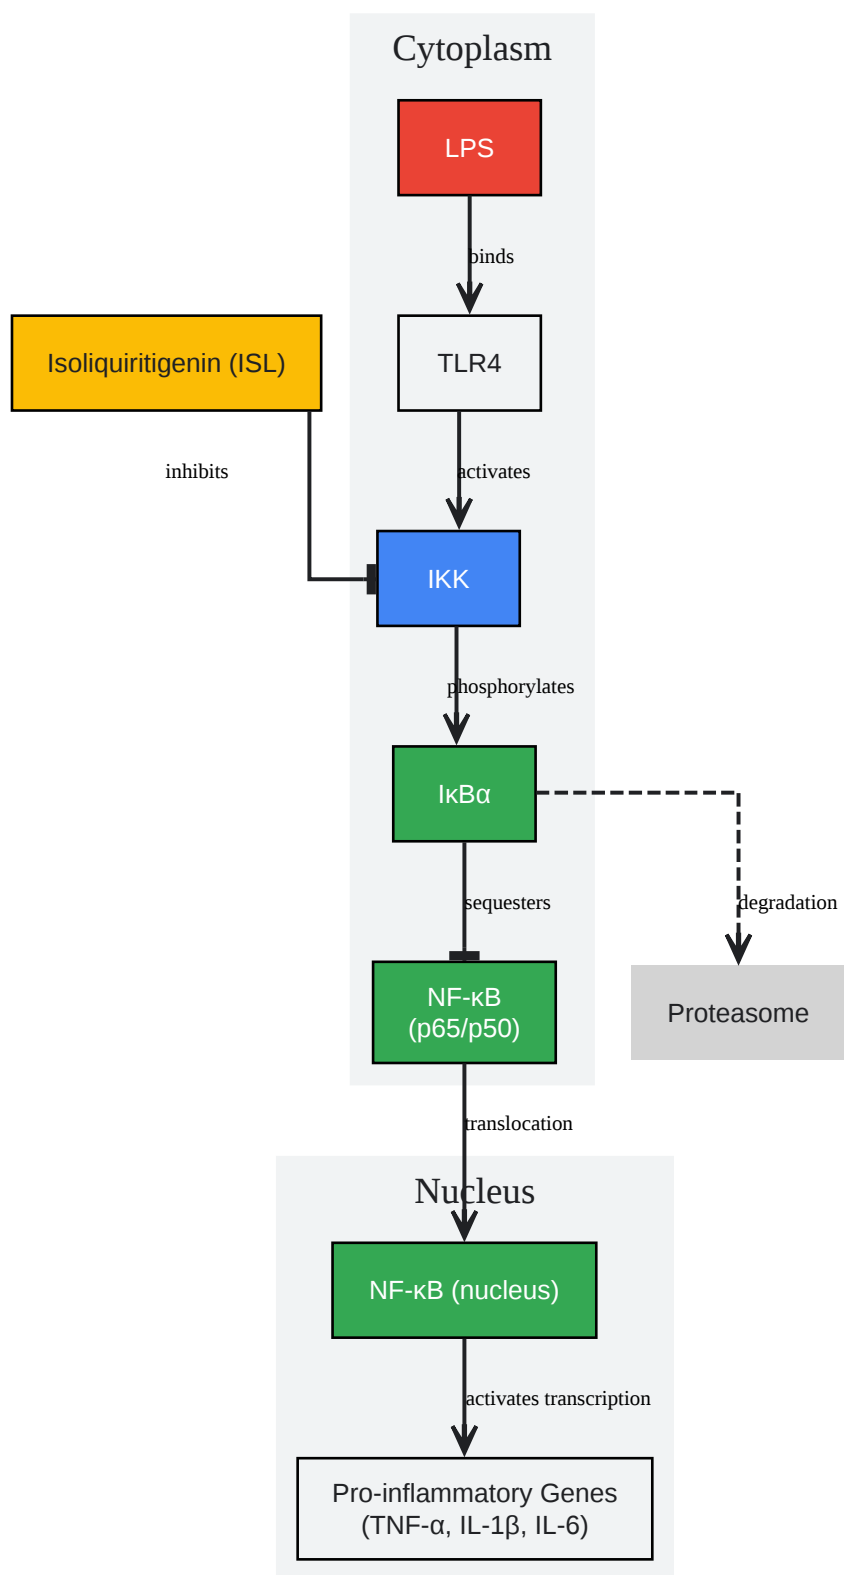 Cytoplasm
LPS
binds
Isoliquiritigenin (ISL)
TLR4
inhibits
activates
IKK
phosphorylates
IκBα
sequesters
degradation
NF-κB
(p65/p50)
Proteasome
translocation
Nucleus
NF-κB (nucleus)
activates transcription
Pro-inflammatory Genes
(TNF-α, IL-1β, IL-6)